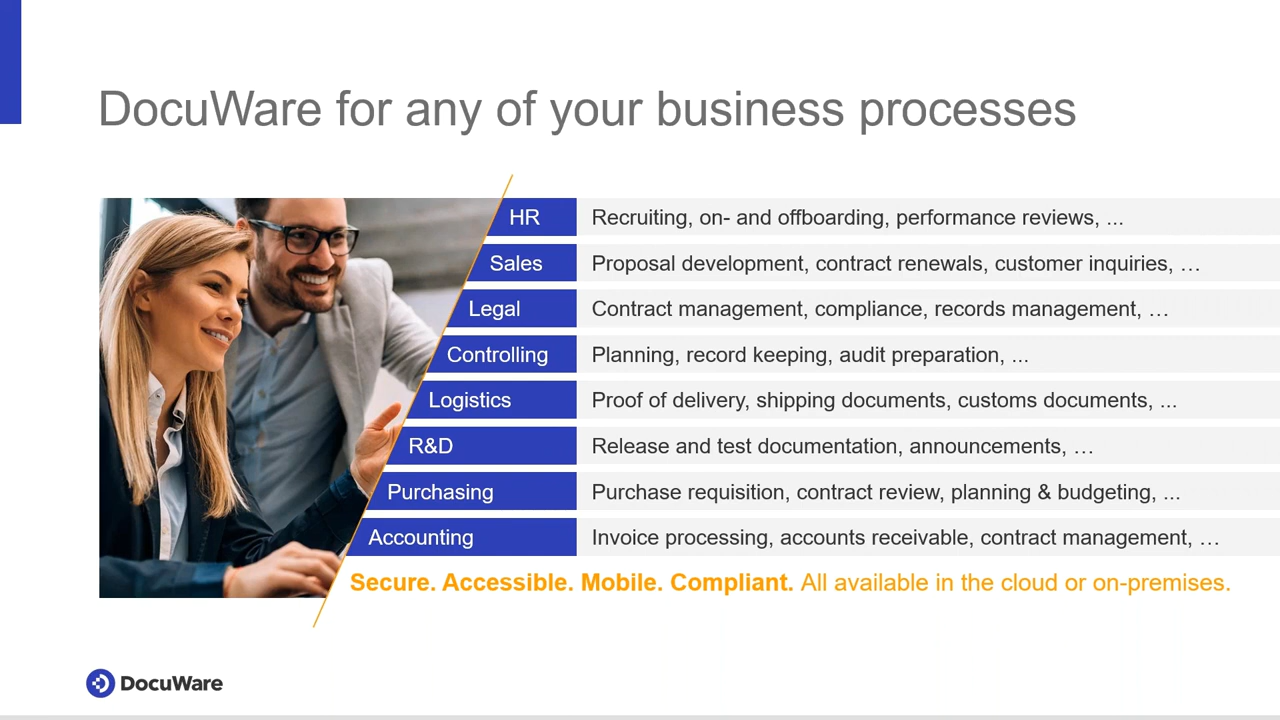 DocuWare for any of your business processes
HR Recruiting, on- and offboarding, performance reviews, ...
Sales Proposal development, contract renewals, customer inquiries, …
Legal Contract management, compliance, records management, …
Controlling Planning, record keeping, audit preparation, ...
Logistics Proof of delivery, shipping documents, customs documents, ...
R&D Release and test documentation, announcements, …
Purchasing Purchase requisition, contract review, planning & budgeting, ...
Accounting Invoice processing, accounts receivable, contract management, …
Secure. Accessible. Mobile. Compliant. All available in the cloud or on-premises.
DocuWare